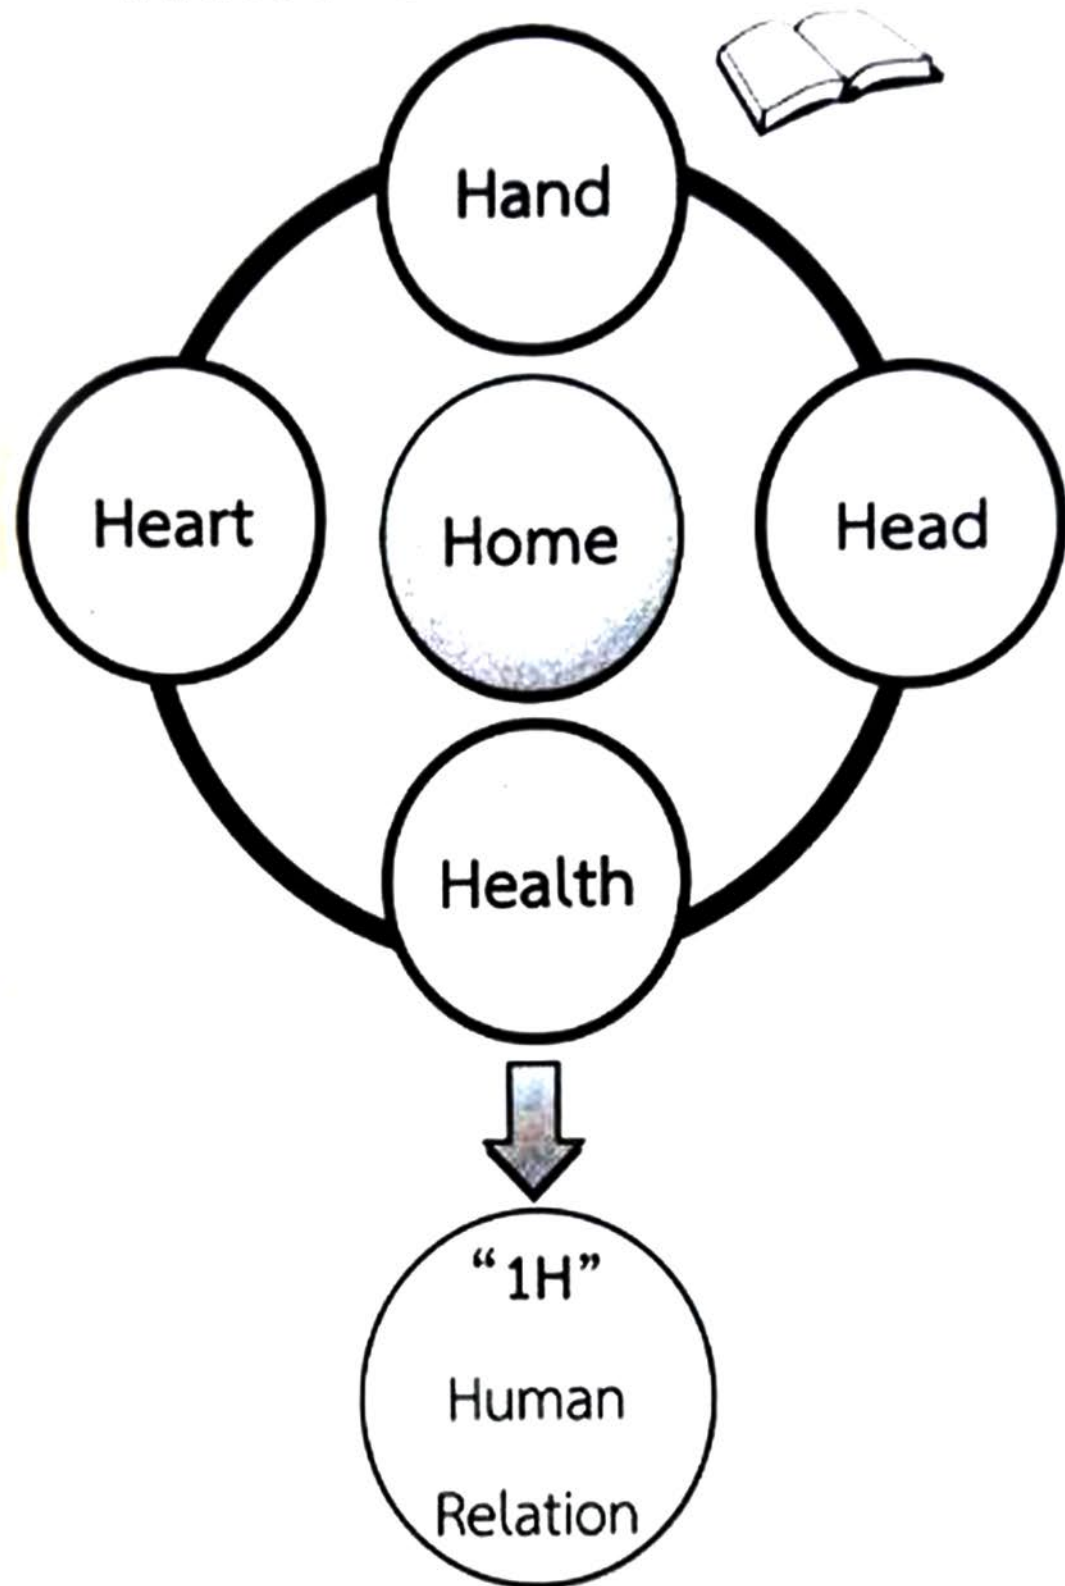 Hand
Heart
Home
Head
Health
“1H”
Human
Relation